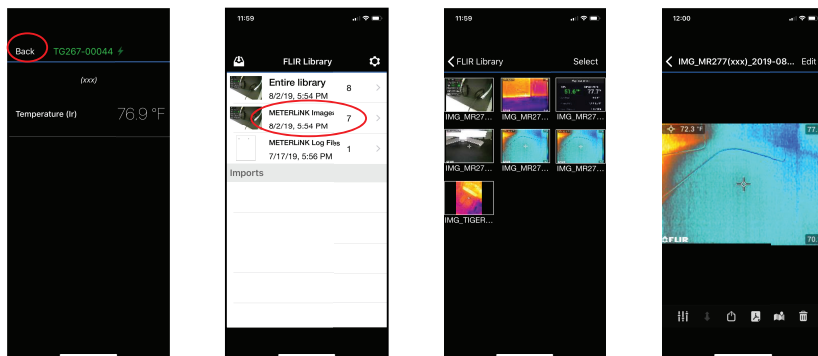 Back TG267-00044
(xxx)
Temperature (Ir) 76.9 °F
11:59
FLIR Library
Entire library
8/2/19, 5:54 PM
8
METERLiNK Images
8/2/19, 5:54 PM
7
METERLiNK Log Files
7/17/19, 5:56 PM
1
Imports
11:59
FLIR Library Select
IMG_MR27... IMG_MR27... IMG_MR27...
IMG_MR27... IMG_MR27... IMG_MR27...
IMG_TIGER...
12:00
IMG_MR277(xxx)_2019-08... Edit
72.3 °F 77.
FLIR 70.